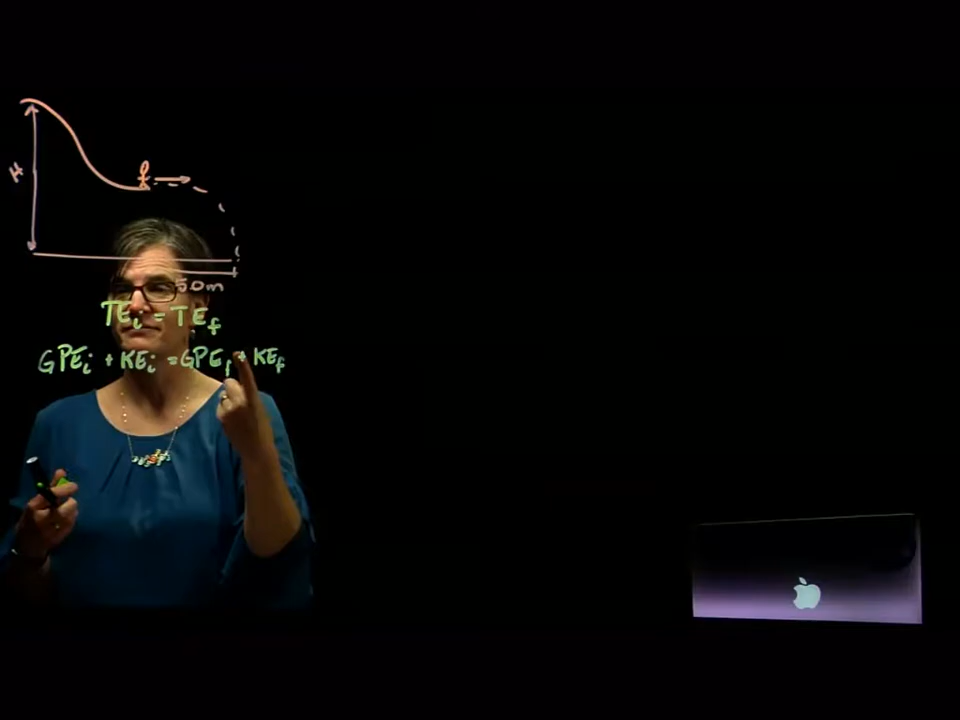 H
f
50m
TEi = TEf
GPEi + KEi = GPEf + KEf